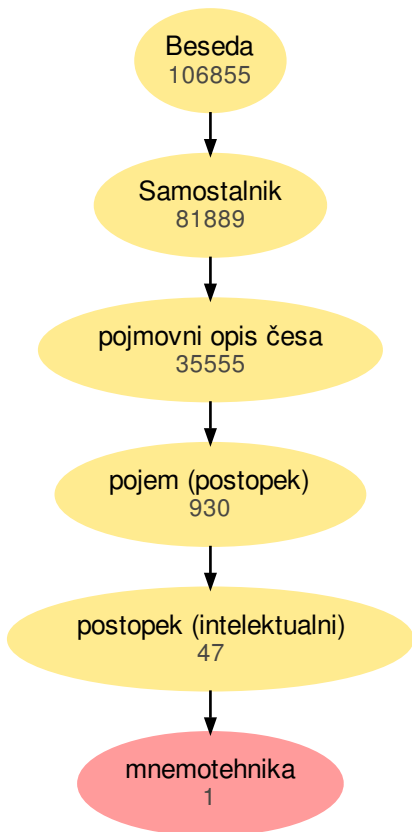 Beseda
106855
Samostalnik
81889
pojmovni opis česa
35555
pojem (postopek)
930
postopek (intelektualni)
47
mnemotehnika
1